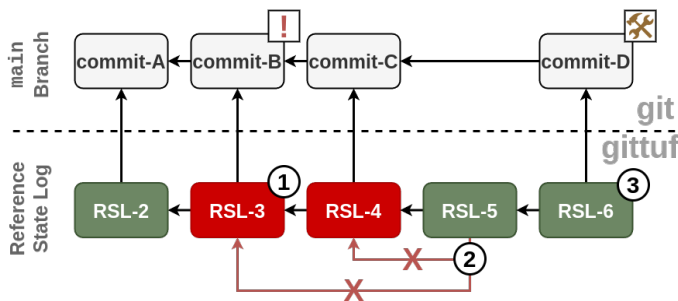 main
Branch
!
commit-A
commit-B
commit-C
commit-D
git
gittuf
Reference
State Log
RSL-2
RSL-3
1
RSL-4
RSL-5
RSL-6
3
X
2
X